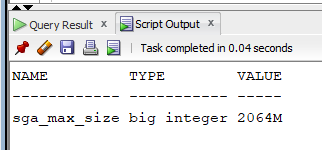 Query Result × Script Output ×
Task completed in 0.04 seconds
NAME TYPE VALUE
------------ ----------- -----
sga_max_size big integer 2064M